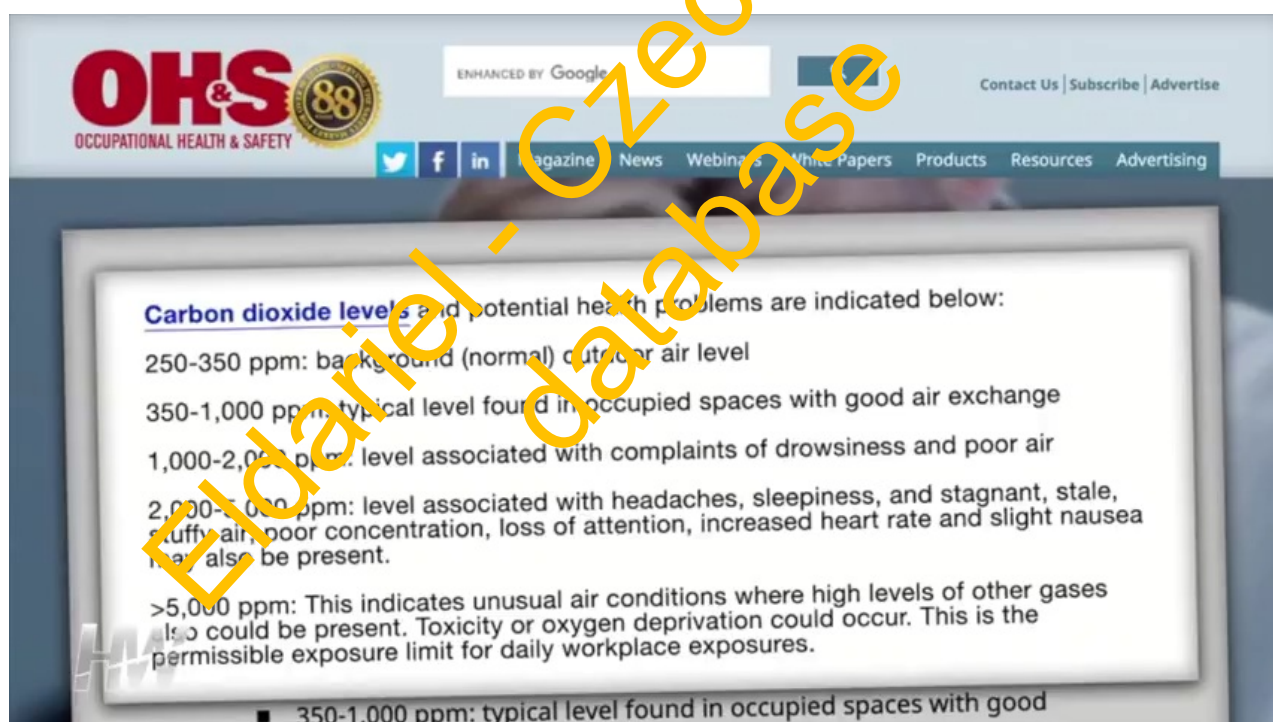 OH&S
88
OCCUPATIONAL HEALTH & SAFETY
ENHANCED BY Google
Contact Us | Subscribe | Advertise
Magazine News Webinars White Papers Products Resources Advertising
Carbon dioxide levels and potential health problems are indicated below:
250-350 ppm: background (normal) outdoor air level
350-1,000 ppm: typical level found in occupied spaces with good air exchange
1,000-2,000 ppm: level associated with complaints of drowsiness and poor air
2,000-5,000 ppm: level associated with headaches, sleepiness, and stagnant, stale,
stuffy air, poor concentration, loss of attention, increased heart rate and slight nausea
may also be present.
>5,000 ppm: This indicates unusual air conditions where high levels of other gases
also could be present. Toxicity or oxygen deprivation could occur. This is the
permissible exposure limit for daily workplace exposures.
350-1,000 ppm: typical level found in occupied spaces with good
Eldariel - Czeo
database